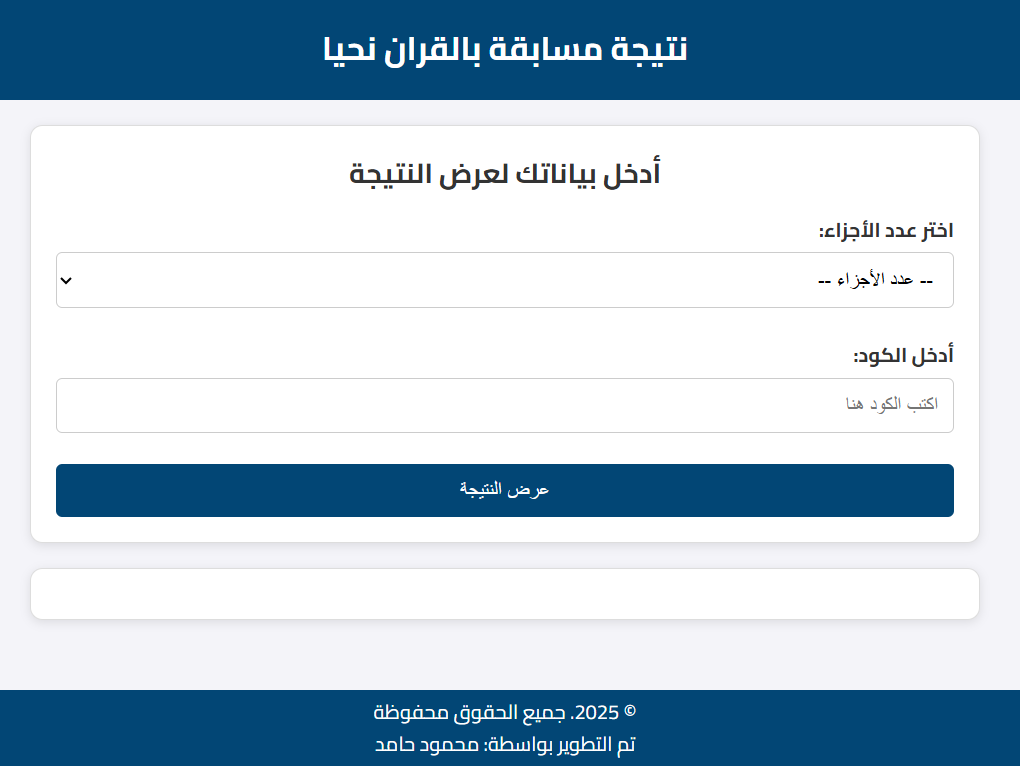 نتيجة مسابقة بالقران نحيا
أدخل بياناتك لعرض النتيجة
اختر عدد الأجزاء:
-- عدد الأجزاء --
أدخل الكود:
اكتب الكود هنا
عرض النتيجة
© 2025. جميع الحقوق محفوظة
تم التطوير بواسطة: محمود حامد